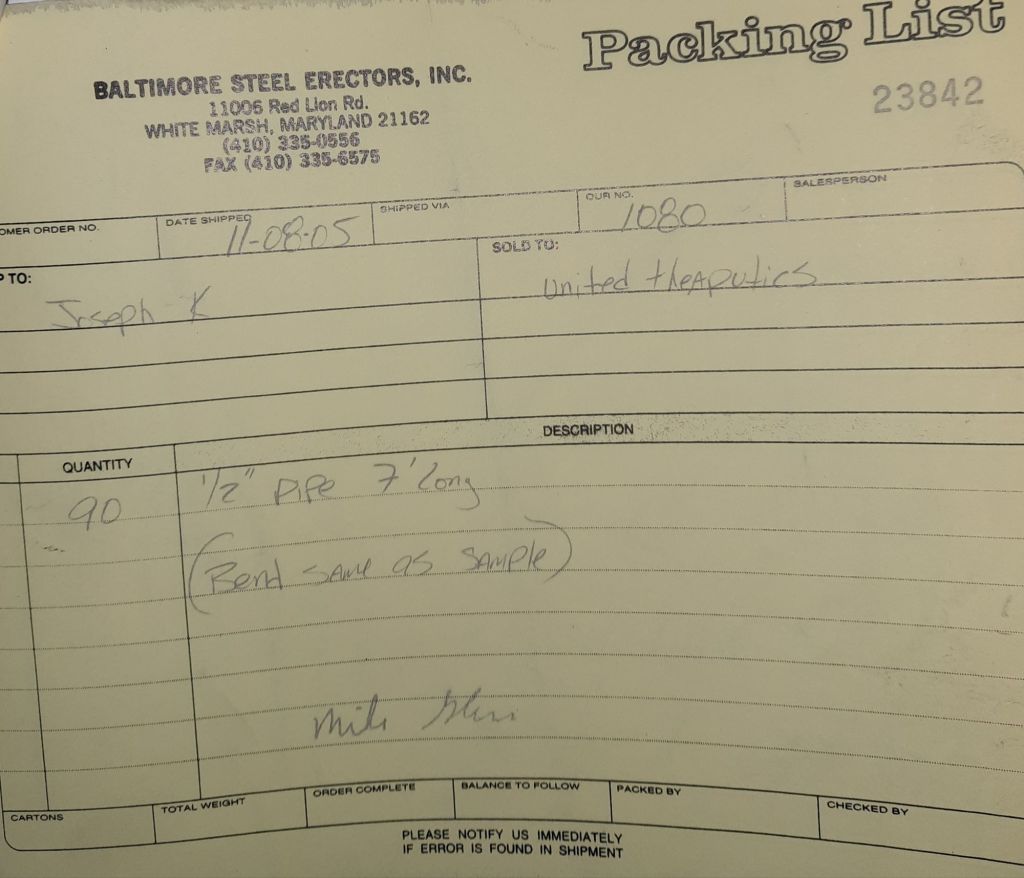 Packing List
BALTIMORE STEEL ERECTORS, INC.
11006 Red Lion Rd.
WHITE MARSH, MARYLAND 21162
(410) 335-0556
FAX (410) 335-6575
23842
OMER ORDER NO.
DATE SHIPPED
11-08-05
SHIPPED VIA
OUR NO.
1080
SALESPERSON
P TO:
Joseph K
SOLD TO:
United theaputics
QUANTITY
DESCRIPTION
90
1/2" PIPE 7' Long
(Bend SAME as SAMPLE)
Mike
CARTONS
TOTAL WEIGHT
ORDER COMPLETE
BALANCE TO FOLLOW
PACKED BY
CHECKED BY
PLEASE NOTIFY US IMMEDIATELY
IF ERROR IS FOUND IN SHIPMENT